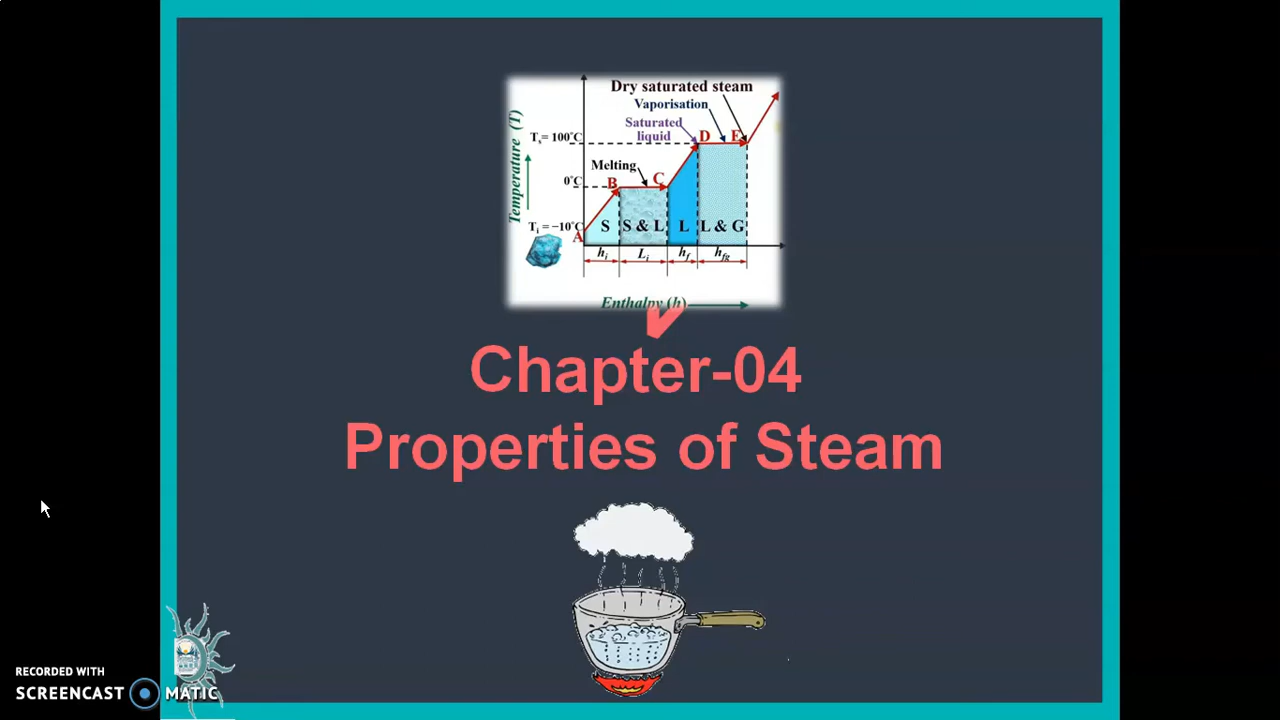 Dry saturated steam
Vaporisation
Saturated
liquid
Tₛ= 100°C
D E
Melting
0°C
B C
Temperature (T)
Tᵢ = −10°C
A
S S & L L L & G
hᵢ Lᵢ h_f h_fg
Enthalpy (h)
Chapter-04
Properties of Steam
RECORDED WITH
SCREENCAST MATIC